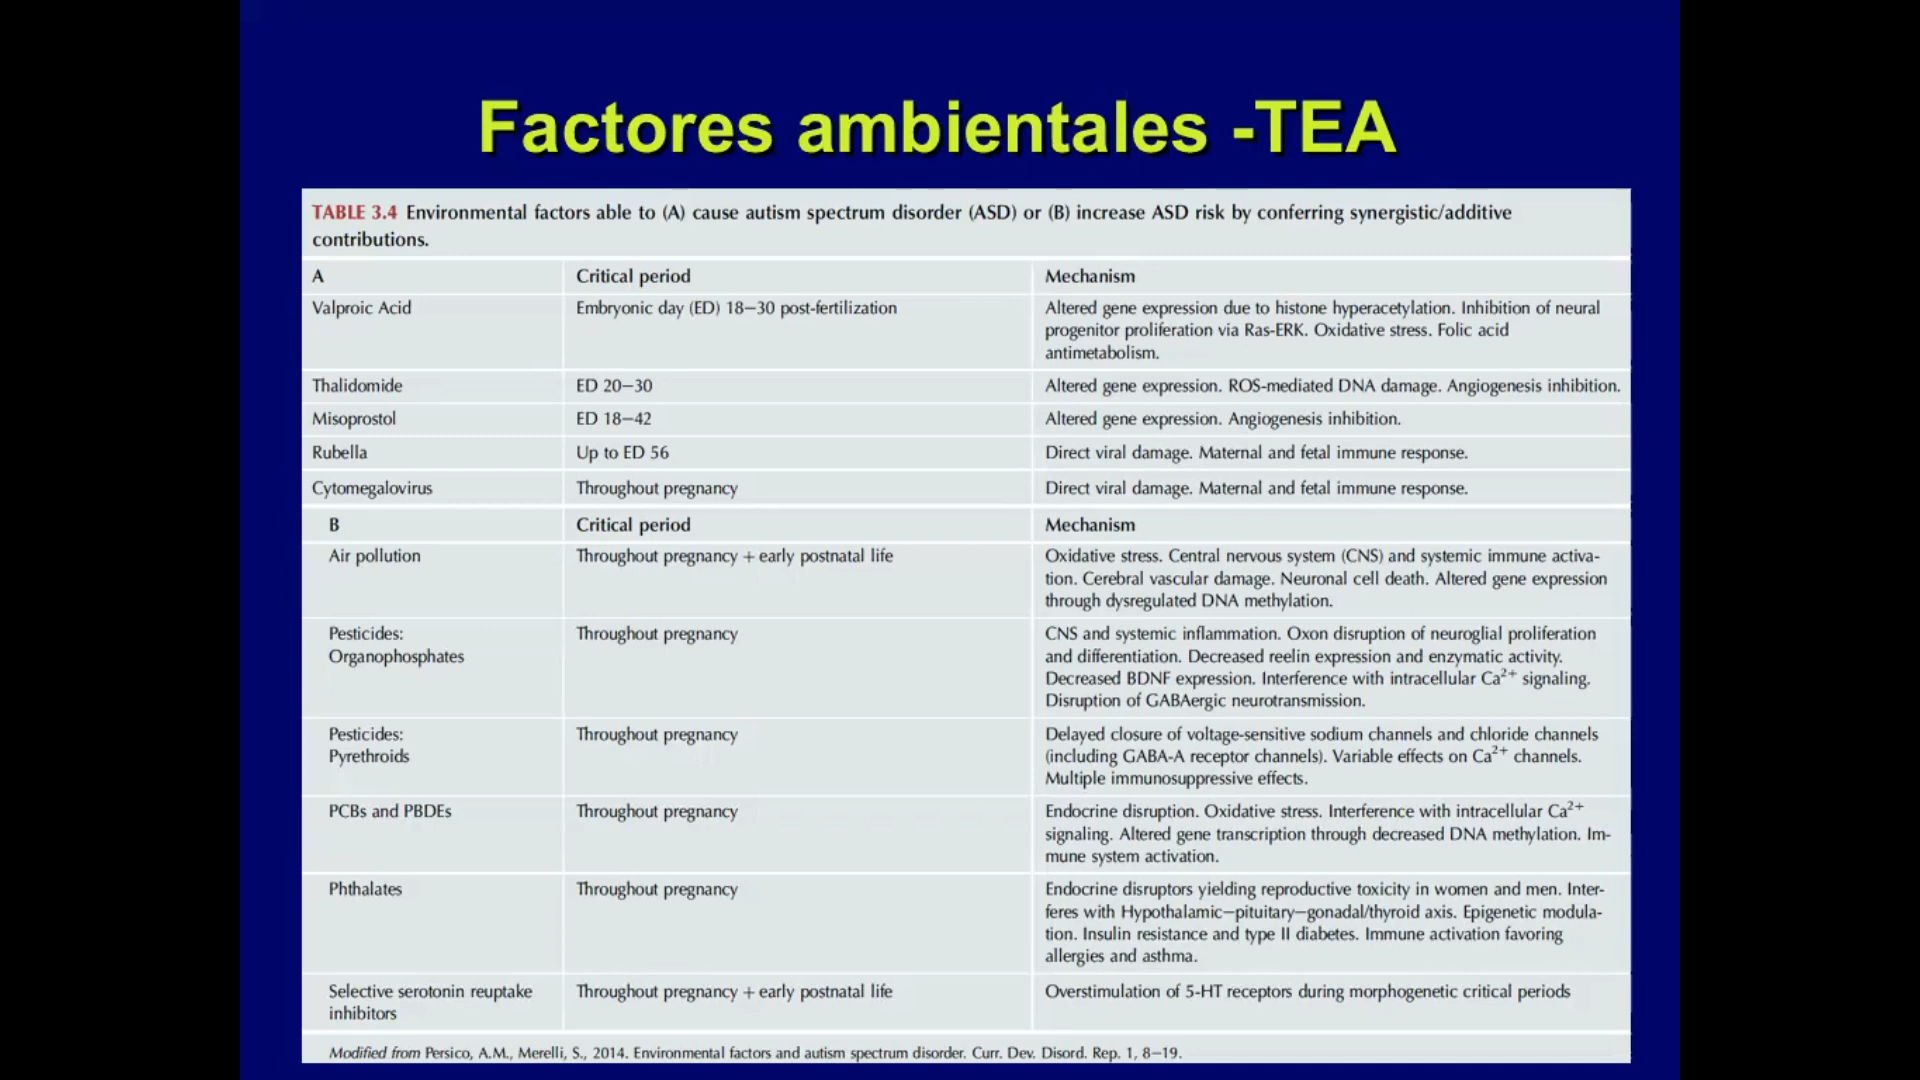 Factores ambientales -TEA
TABLE 3.4 Environmental factors able to (A) cause autism spectrum disorder (ASD) or (B) increase ASD risk by conferring synergistic/additive
contributions.
A Critical period Mechanism
Valproic Acid Embryonic day (ED) 18–30 post-fertilization Altered gene expression due to histone hyperacetylation. Inhibition of neural
progenitor proliferation via Ras-ERK. Oxidative stress. Folic acid
antimetabolism.
Thalidomide ED 20–30 Altered gene expression. ROS-mediated DNA damage. Angiogenesis inhibition.
Misoprostol ED 18–42 Altered gene expression. Angiogenesis inhibition.
Rubella Up to ED 56 Direct viral damage. Maternal and fetal immune response.
Cytomegalovirus Throughout pregnancy Direct viral damage. Maternal and fetal immune response.
B Critical period Mechanism
Air pollution Throughout pregnancy + early postnatal life Oxidative stress. Central nervous system (CNS) and systemic immune activa-
tion. Cerebral vascular damage. Neuronal cell death. Altered gene expression
through dysregulated DNA methylation.
Pesticides: Throughout pregnancy CNS and systemic inflammation. Oxon disruption of neuroglial proliferation
Organophosphates and differentiation. Decreased reelin expression and enzymatic activity.
Decreased BDNF expression. Interference with intracellular Ca²⁺ signaling.
Disruption of GABAergic neurotransmission.
Pesticides: Throughout pregnancy Delayed closure of voltage-sensitive sodium channels and chloride channels
Pyrethroids (including GABA-A receptor channels). Variable effects on Ca²⁺ channels.
Multiple immunosuppressive effects.
PCBs and PBDEs Throughout pregnancy Endocrine disruption. Oxidative stress. Interference with intracellular Ca²⁺
signaling. Altered gene transcription through decreased DNA methylation. Im-
mune system activation.
Phthalates Throughout pregnancy Endocrine disruptors yielding reproductive toxicity in women and men. Inter-
feres with Hypothalamic–pituitary–gonadal/thyroid axis. Epigenetic modula-
tion. Insulin resistance and type II diabetes. Immune activation favoring
allergies and asthma.
Selective serotonin reuptake Throughout pregnancy + early postnatal life Overstimulation of 5-HT receptors during morphogenetic critical periods
inhibitors
Modified from Persico, A.M., Merelli, S., 2014. Environmental factors and autism spectrum disorder. Curr. Dev. Disord. Rep. 1, 8–19.